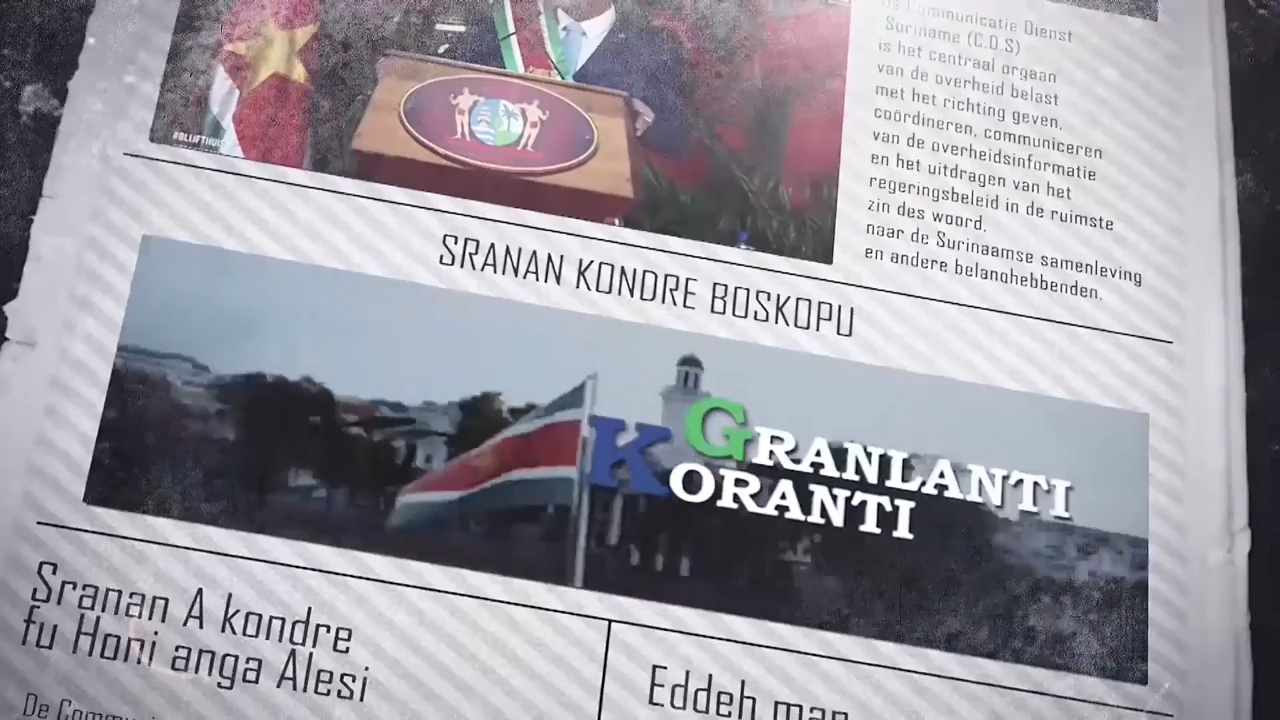 De Communicatie Dienst
Suriname (C.D.S)
is het centraal orgaan
van de overheid belast
met het richting geven,
coördineren, communiceren
van de overheidsinformatie
en het uitdragen van het
regeringsbeleid in de ruimste
zin des woord.
naar de Surinaamse samenleving
en andere belanghebbenden.
SRANAN KONDRE BOSKOPU
GRANLANTI
KORANTI
Sranan A kondre
fu Honi anga Alesi
Eddeh man
De